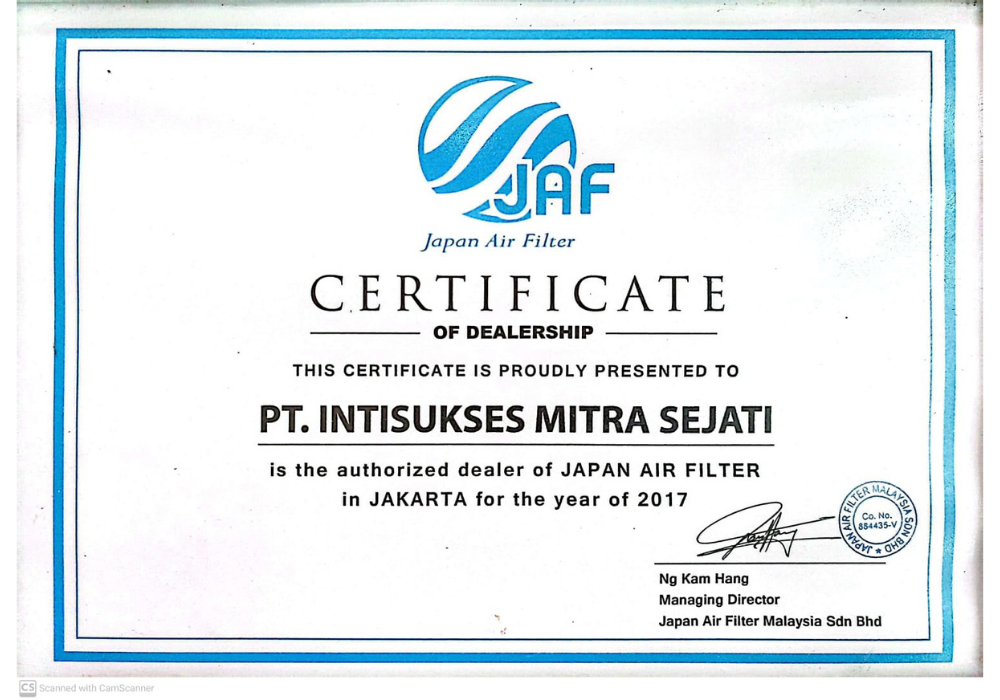 JAF
Japan Air Filter
CERTIFICATE
OF DEALERSHIP
THIS CERTIFICATE IS PROUDLY PRESENTED TO
PT. INTISUKSES MITRA SEJATI
is the authorized dealer of JAPAN AIR FILTER
in JAKARTA for the year of 2017
JAPAN AIR FILTER MALAYSIA SDN BHD
Co. No.
884435-V
Ng Kam Hang
Managing Director
Japan Air Filter Malaysia Sdn Bhd
CS Scanned with CamScanner